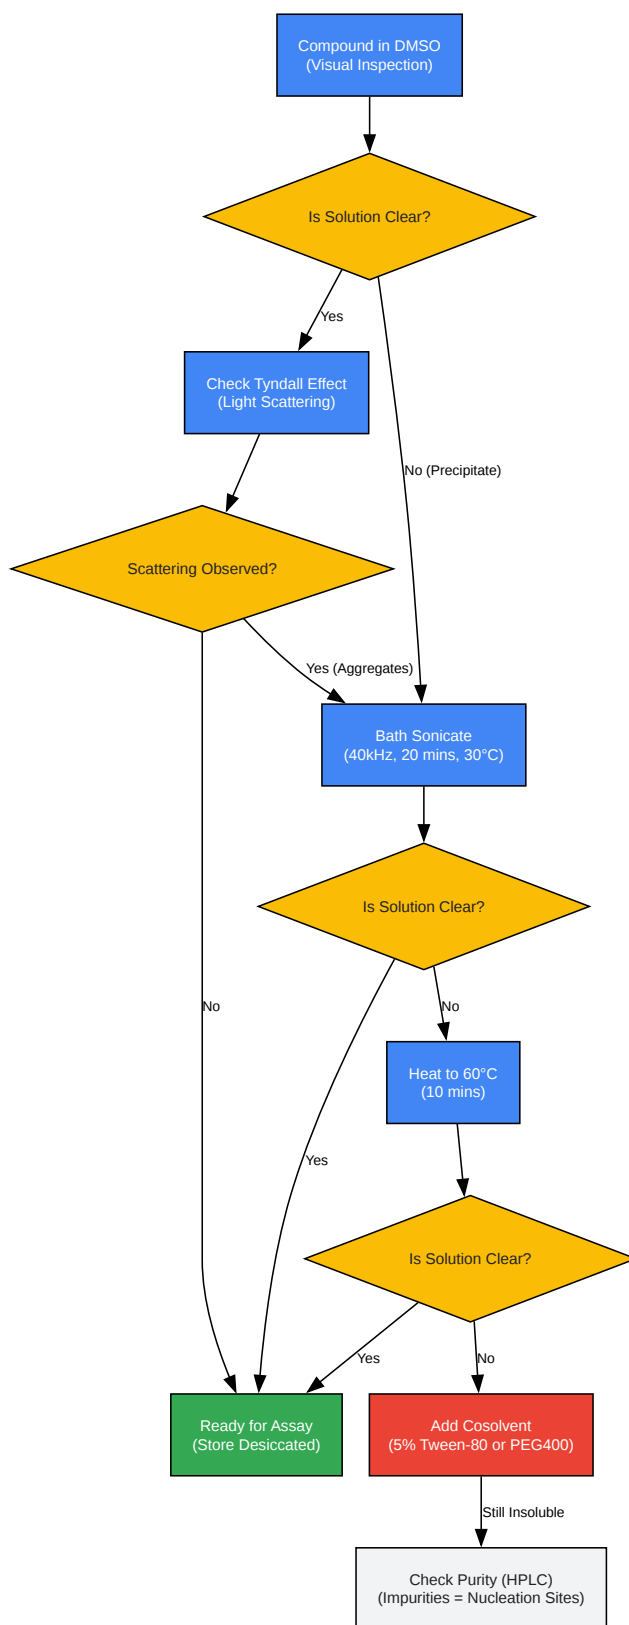 Compound in DMSO
(Visual Inspection)
Is Solution Clear?
Yes
Check Tyndall Effect
(Light Scattering)
No (Precipitate)
Scattering Observed?
Yes (Aggregates)
Bath Sonicate
(40kHz, 20 mins, 30°C)
Is Solution Clear?
No
No
Heat to 60°C
(10 mins)
Yes
Is Solution Clear?
Yes
No
Ready for Assay
(Store Desiccated)
Add Cosolvent
(5% Tween-80 or PEG400)
Still Insoluble
Check Purity (HPLC)
(Impurities = Nucleation Sites)